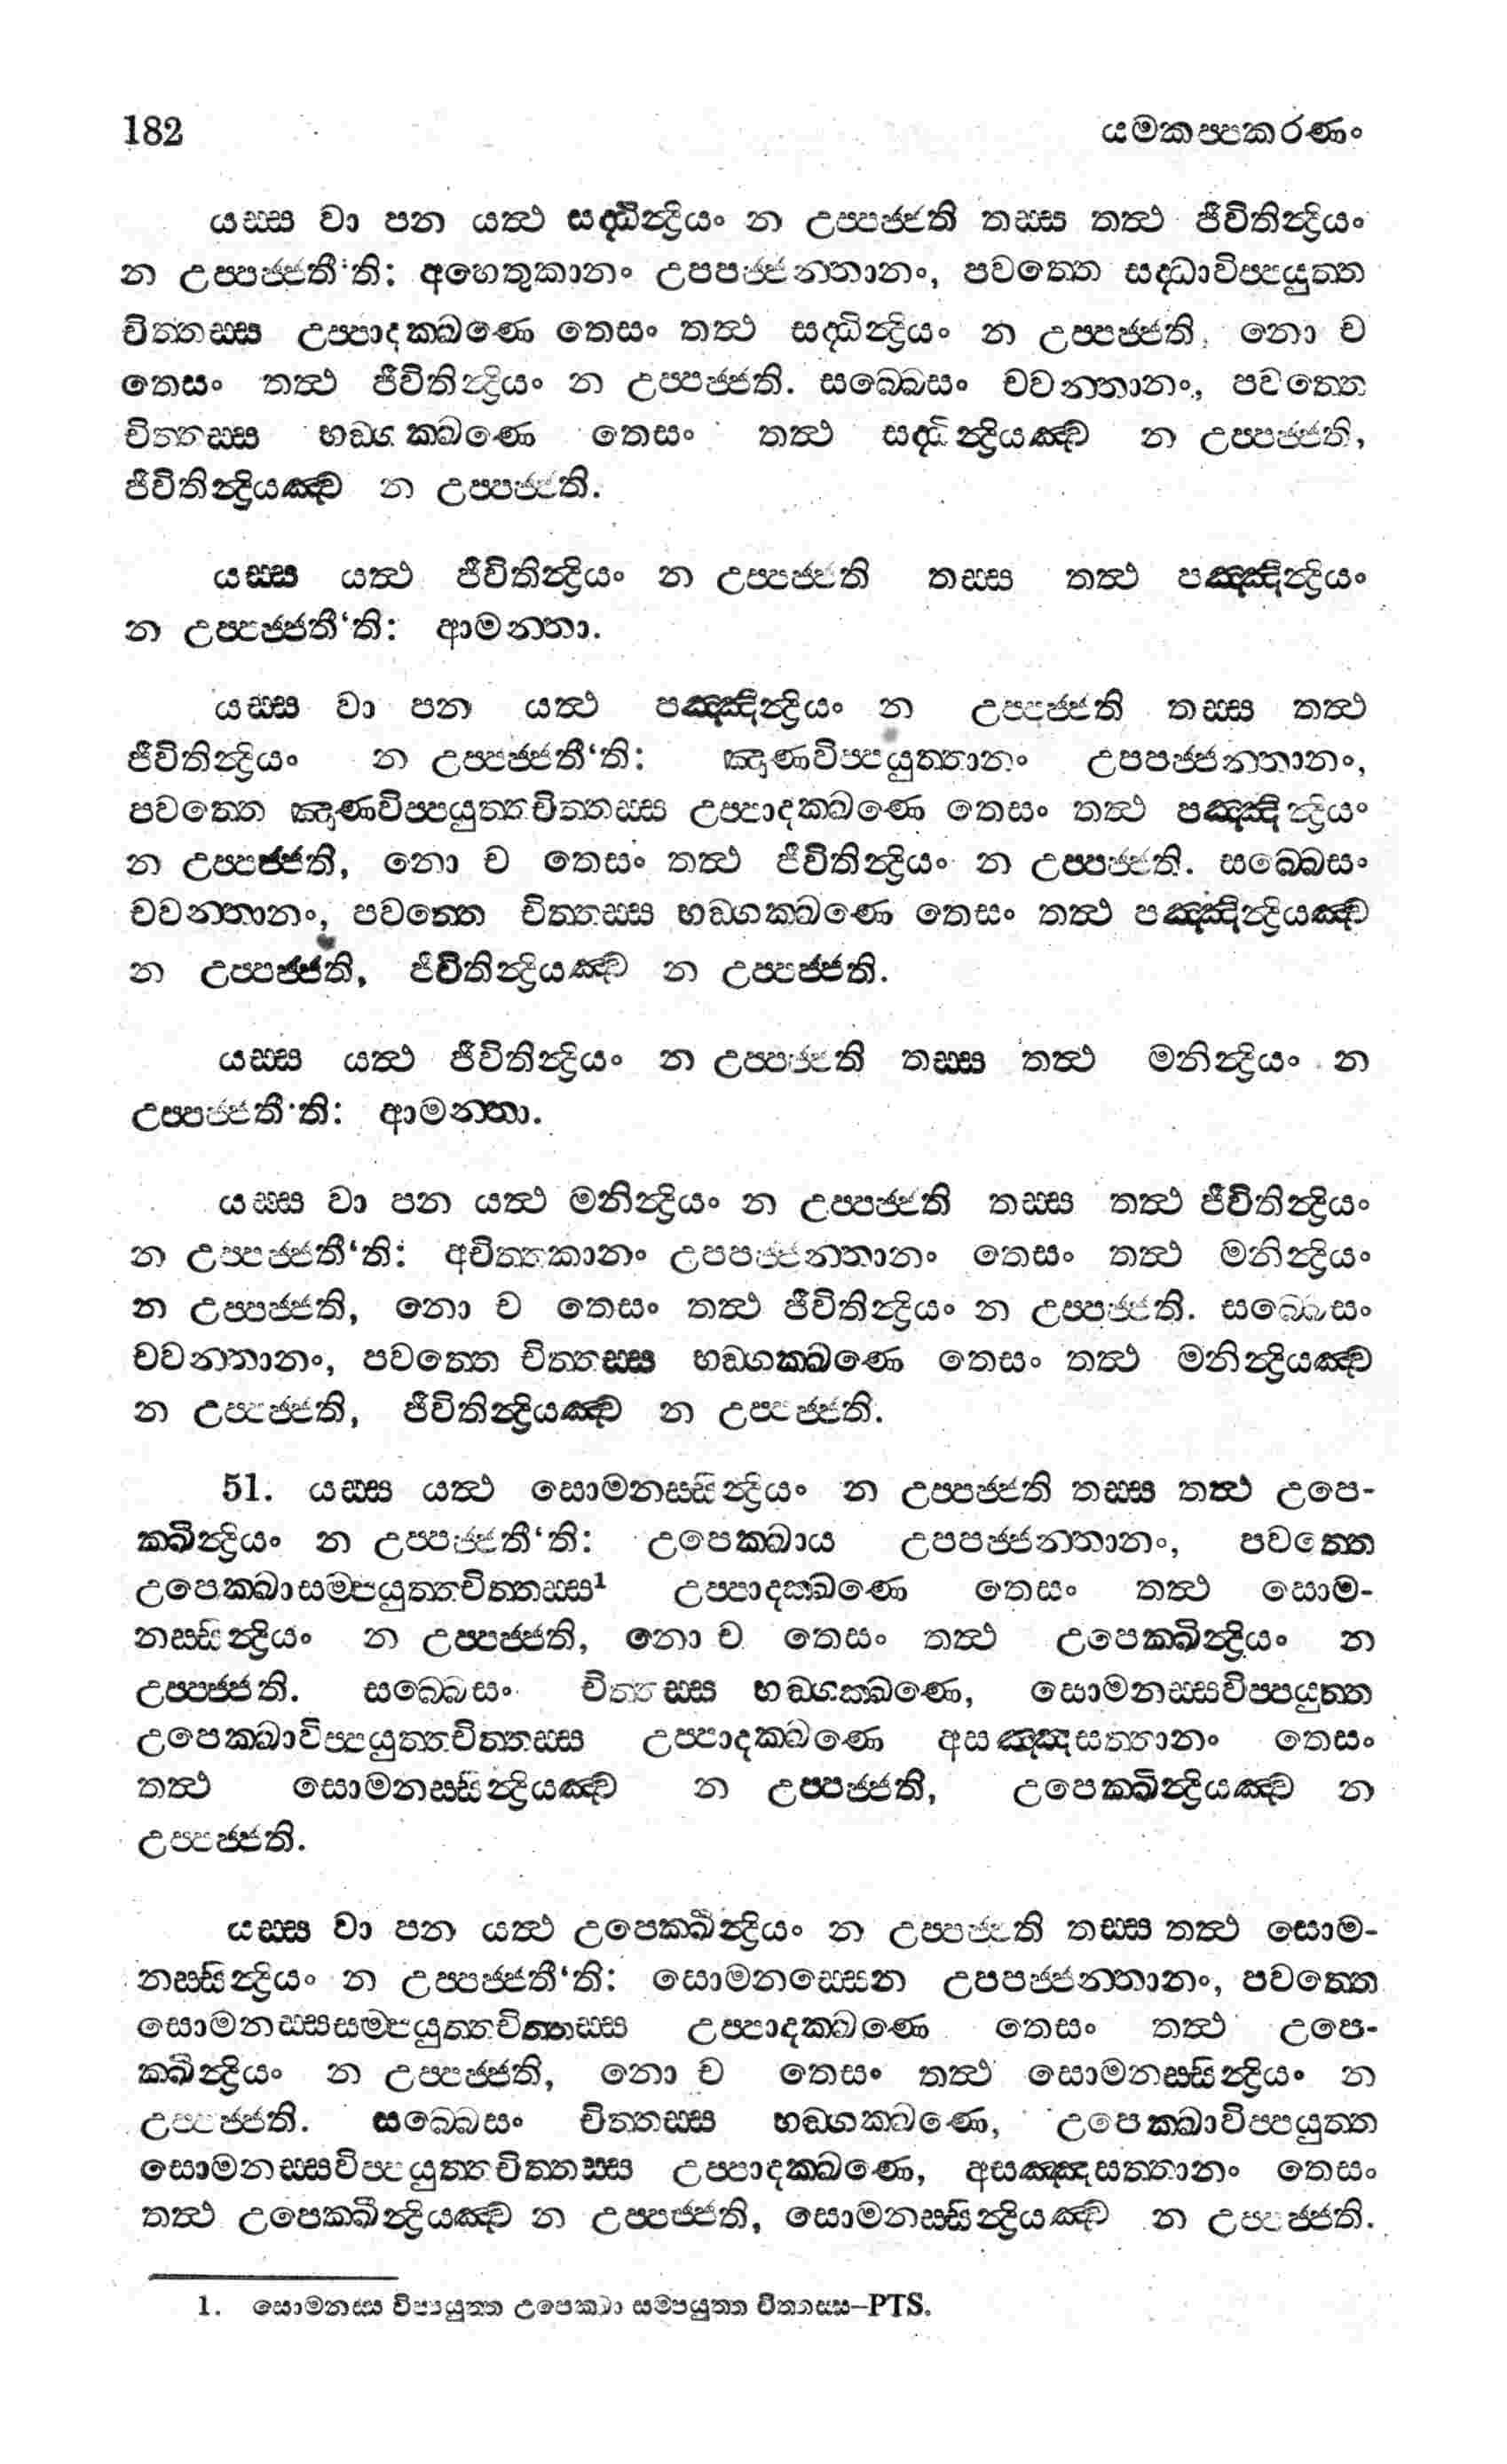 182 යමකප්පකරණං
යස්ස වා පන යත්ථ සද්ධින්ද්‍රියං න උප්පජ්ජති තස්ස තත්ථ ජීවිතින්ද්‍රියං
න උප්පජ්ජතී‘ති: අහෙතුකානං උපපජ්ජන්තානං, පවත්තෙ සද්ධාවිප්පයුත්ත
චිත්තස්ස උප්පාදක්ඛණෙ තෙසං තත්ථ සද්ධින්ද්‍රියං න උප්පජ්ජති, නො ච
තෙසං තත්ථ ජීවිතින්ද්‍රියං න උප්පජ්ජති. සබ්බෙසං චවන්තානං, පවත්තෙ
චිත්තස්ස භඞ්ගක්ඛණෙ තෙසං තත්ථ සද්ධින්ද්‍රියඤ්ච න උප්පජ්ජති,
ජීවිතින්ද්‍රියඤ්ච න උප්පජ්ජති.
යස්ස යත්ථ ජීවිතින්ද්‍රියං න උප්පජ්ජති තස්ස තත්ථ පඤ්ඤින්ද්‍රියං
න උප්පජ්ජතී‘ති: ආමන්තා.
යස්ස වා පන යත්ථ පඤ්ඤින්ද්‍රියං න උප්පජ්ජති තස්ස තත්ථ
ජීවිතින්ද්‍රියං න උප්පජ්ජතී‘ති: ඤාණවිප්පයුත්තානං උපපජ්ජන්තානං,
පවත්තෙ ඤාණවිප්පයුත්තචිත්තස්ස උප්පාදක්ඛණෙ තෙසං තත්ථ පඤ්ඤින්ද්‍රියං
න උප්පජ්ජති, නො ච තෙසං තත්ථ ජීවිතින්ද්‍රියං න උප්පජ්ජති. සබ්බෙසං
චවන්තානං, පවත්තෙ චිත්තස්ස භඞ්ගක්ඛණෙ තෙසං තත්ථ පඤ්ඤින්ද්‍රියඤ්ච
න උප්පජ්ජති, ජීවිතින්ද්‍රියඤ්ච න උප්පජ්ජති.
යස්ස යත්ථ ජීවිතින්ද්‍රියං න උප්පජ්ජති තස්ස තත්ථ මනින්ද්‍රියං න
උප්පජ්ජතී‘ති: ආමන්තා.
යස්ස වා පන යත්ථ මනින්ද්‍රියං න උප්පජ්ජති තස්ස තත්ථ ජීවිතින්ද්‍රියං
න උප්පජ්ජතී‘ති: අචිත්තකානං උපපජ්ජන්තානං තෙසං තත්ථ මනින්ද්‍රියං
න උප්පජ්ජති, නො ච තෙසං තත්ථ ජීවිතින්ද්‍රියං න උප්පජ්ජති. සබ්බෙසං
චවන්තානං, පවත්තෙ චිත්තස්ස භඞ්ගක්ඛණෙ තෙසං තත්ථ මනින්ද්‍රියඤ්ච
න උප්පජ්ජති, ජීවිතින්ද්‍රියඤ්ච න උප්පජ්ජති.
51. යස්ස යත්ථ සොමනස්සින්ද්‍රියං න උප්පජ්ජති තස්ස තත්ථ උපෙ-
ක්ඛින්ද්‍රියං න උප්පජ්ජතී‘ති: උපෙක්ඛාය උපපජ්ජන්තානං, පවත්තෙ
උපෙක්ඛාසම්පයුත්තචිත්තස්ස¹ උප්පාදක්ඛණෙ තෙසං තත්ථ සොම-
නස්සින්ද්‍රියං න උප්පජ්ජති, නො ච තෙසං තත්ථ උපෙක්ඛින්ද්‍රියං න
උප්පජ්ජති. සබ්බෙසං චිත්තස්ස භඞ්ගක්ඛණෙ, සොමනස්සවිප්පයුත්ත
උපෙක්ඛාවිප්පයුත්තචිත්තස්ස උප්පාදක්ඛණෙ අසඤ්ඤසත්තානං තෙසං
තත්ථ සොමනස්සින්ද්‍රියඤ්ච න උප්පජ්ජති, උපෙක්ඛින්ද්‍රියඤ්ච න
උප්පජ්ජති.
යස්ස වා පන යත්ථ උපෙක්ඛින්ද්‍රියං න උප්පජ්ජති තස්ස තත්ථ සොම-
නස්සින්ද්‍රියං න උප්පජ්ජතී‘ති: සොමනස්සෙන උපපජ්ජන්තානං, පවත්තෙ
සොමනස්සසම්පයුත්තචිත්තස්ස උප්පාදක්ඛණෙ තෙසං තත්ථ උපෙ-
ක්ඛින්ද්‍රියං න උප්පජ්ජති, නො ච තෙසං තත්ථ සොමනස්සින්ද්‍රියං න
උප්පජ්ජති. සබ්බෙසං චිත්තස්ස භඞ්ගක්ඛණෙ, උපෙක්ඛාවිප්පයුත්ත
සොමනස්සවිප්පයුත්තචිත්තස්ස උප්පාදක්ඛණෙ, අසඤ්ඤසත්තානං තෙසං
තත්ථ උපෙක්ඛින්ද්‍රියඤ්ච න උප්පජ්ජති, සොමනස්සින්ද්‍රියඤ්ච න උප්පජ්ජති.
1. සොමනස්ස විප්පයුත්ත උපෙක්ඛා සම්පයුත්ත චිත්තස්ස–PTS.